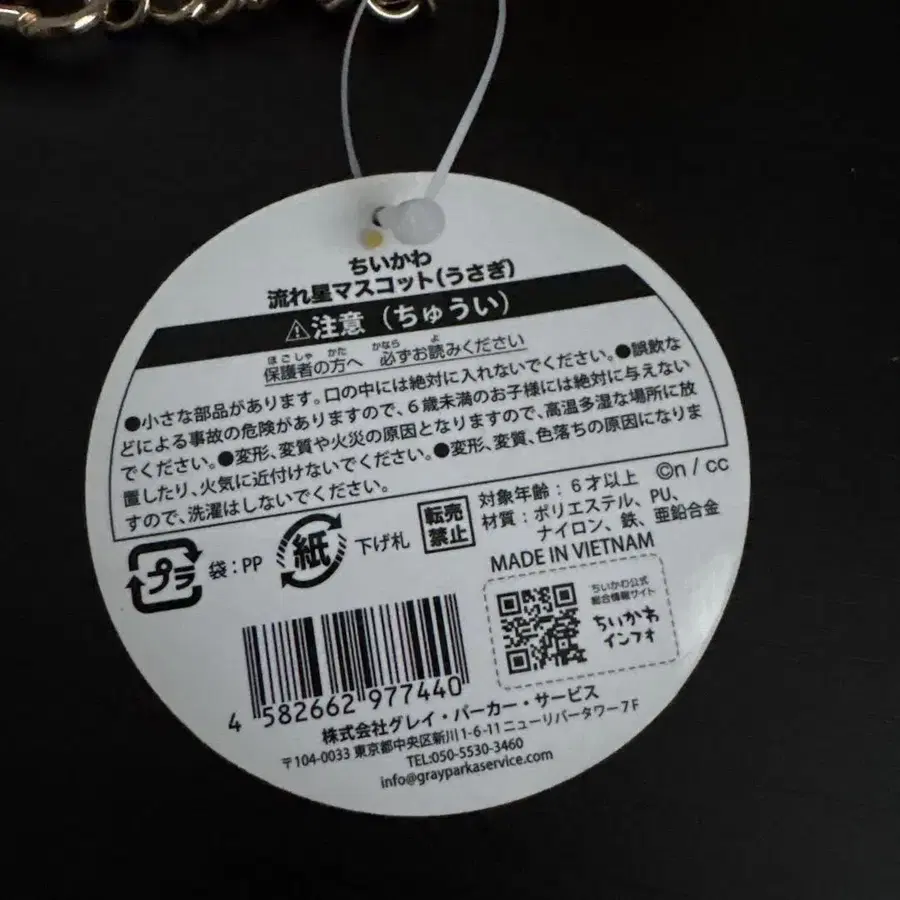 ちいかわ
流れ星マスコット(うさぎ)
⚠注意(ちゅうい)
保護者の方へ 必ずお読みください
ほごしゃ かた かなら よ
●小さな部品があります。口の中には絶対に入れないでください。●誤飲な
どによる事故の危険がありますので、6歳未満のお子様には絶対に与えない
でください。●変形、変質や火災の原因となりますので、高温多湿な場所に放
置したり、火気に近付けないでください。●変形、変質、色落ちの原因になりま
すので、洗濯はしないでください。
©n / cc
プラ 袋:PP 紙 下げ札 転売禁止
対象年齢:6才以上
材質:ポリエステル、PU、
ナイロン、鉄、亜鉛合金
MADE IN VIETNAM
ちいかわ公式
総合情報サイト
ちいかわ
インフォ
4 582662 977440
株式会社グレイ・パーカー・サービス
〒104-0033 東京都中央区新川1-6-11 ニューリバータワー7F
TEL:050-5530-3460
info@grayparkaservice.com